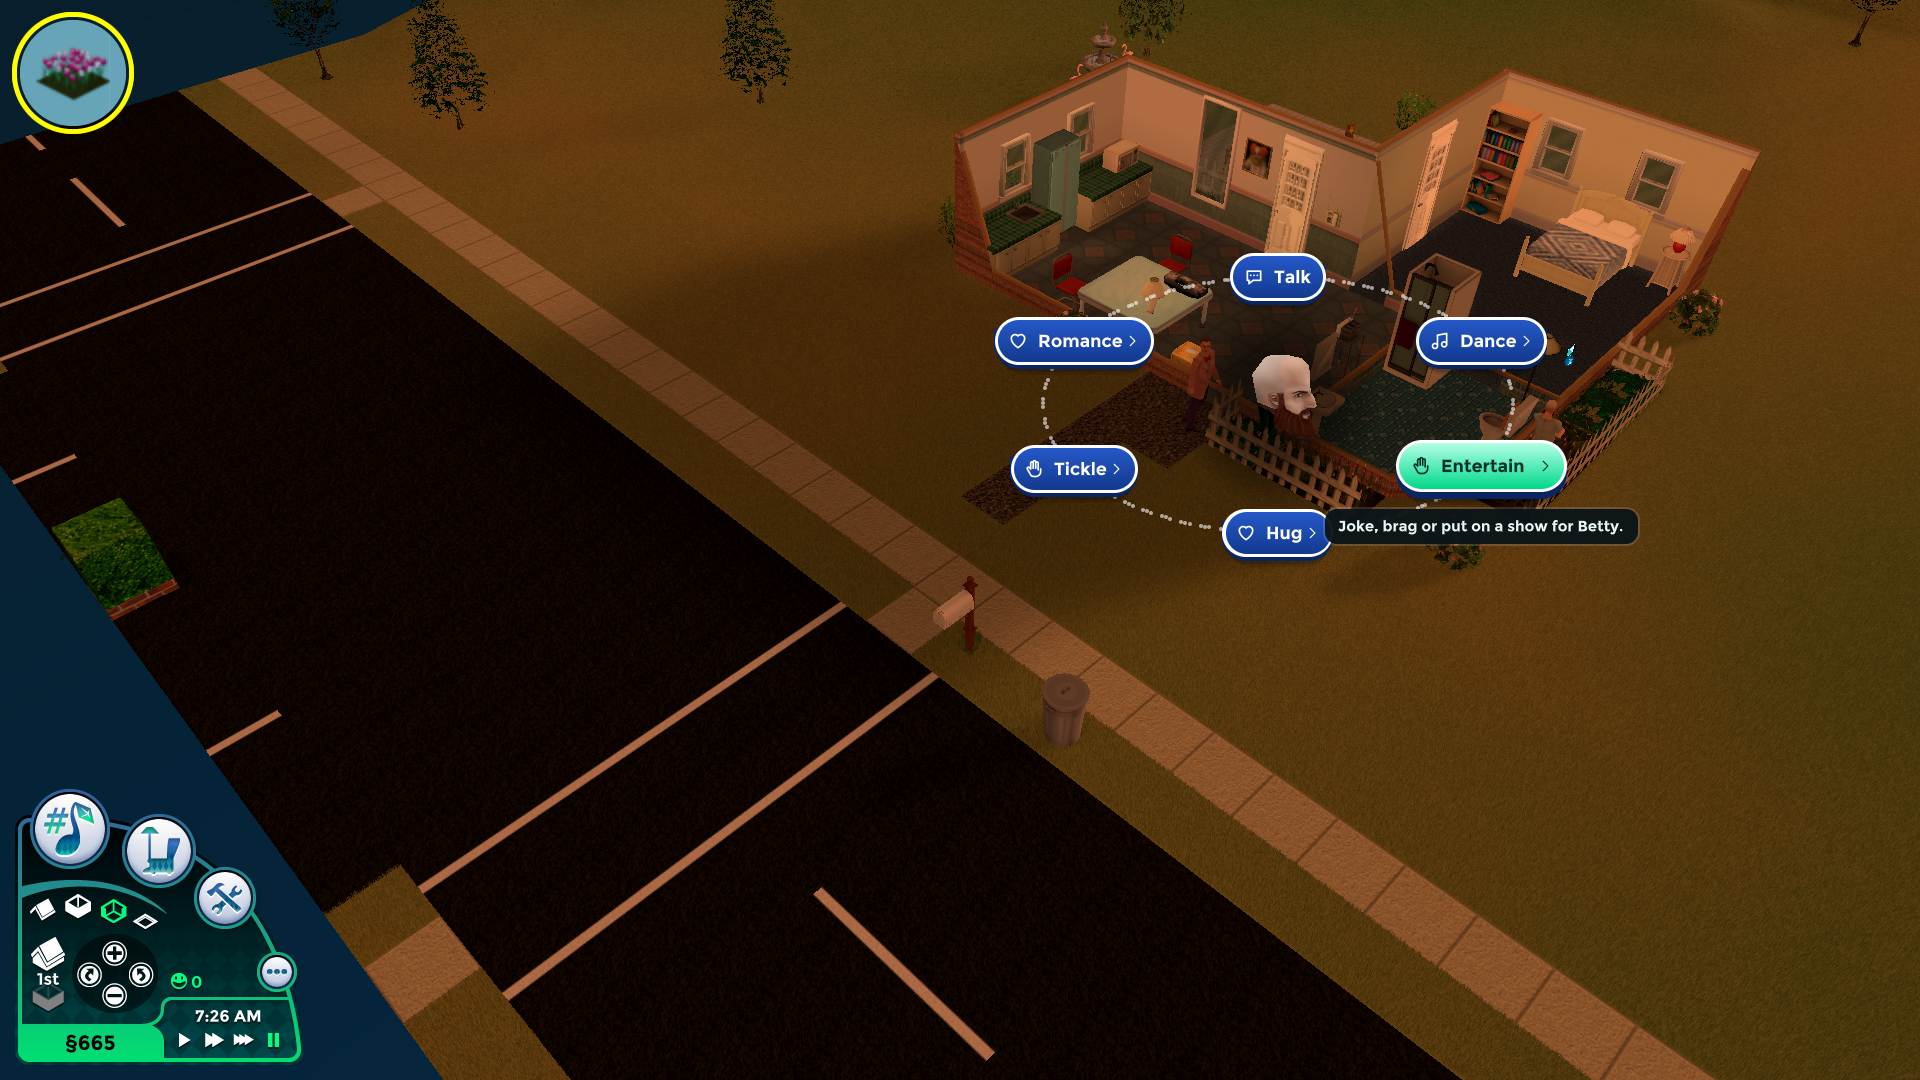 Talk
Romance
Dance
Tickle
Entertain
Hug
Joke, brag or put on a show for Betty.
#
1st
0
7:26 AM
§665